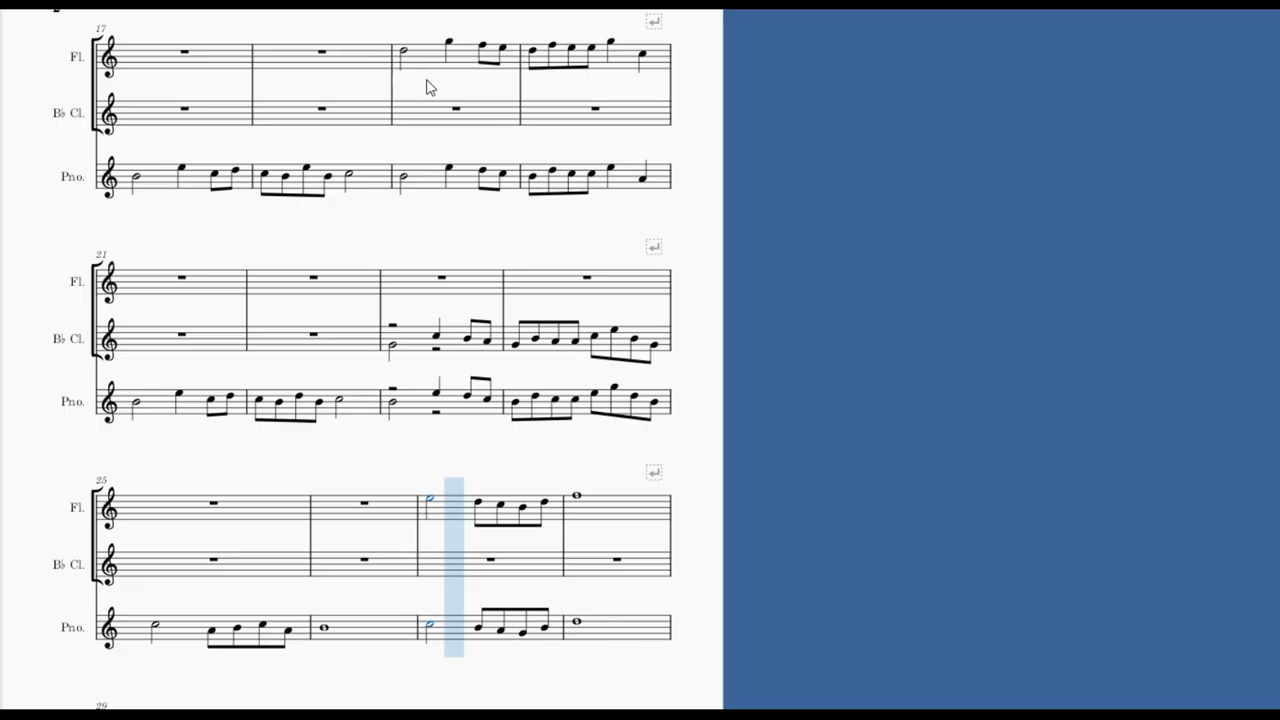 17
Fl.
B♭ Cl.
Pno.
21
Fl.
B♭ Cl.
Pno.
25
Fl.
B♭ Cl.
Pno.
29